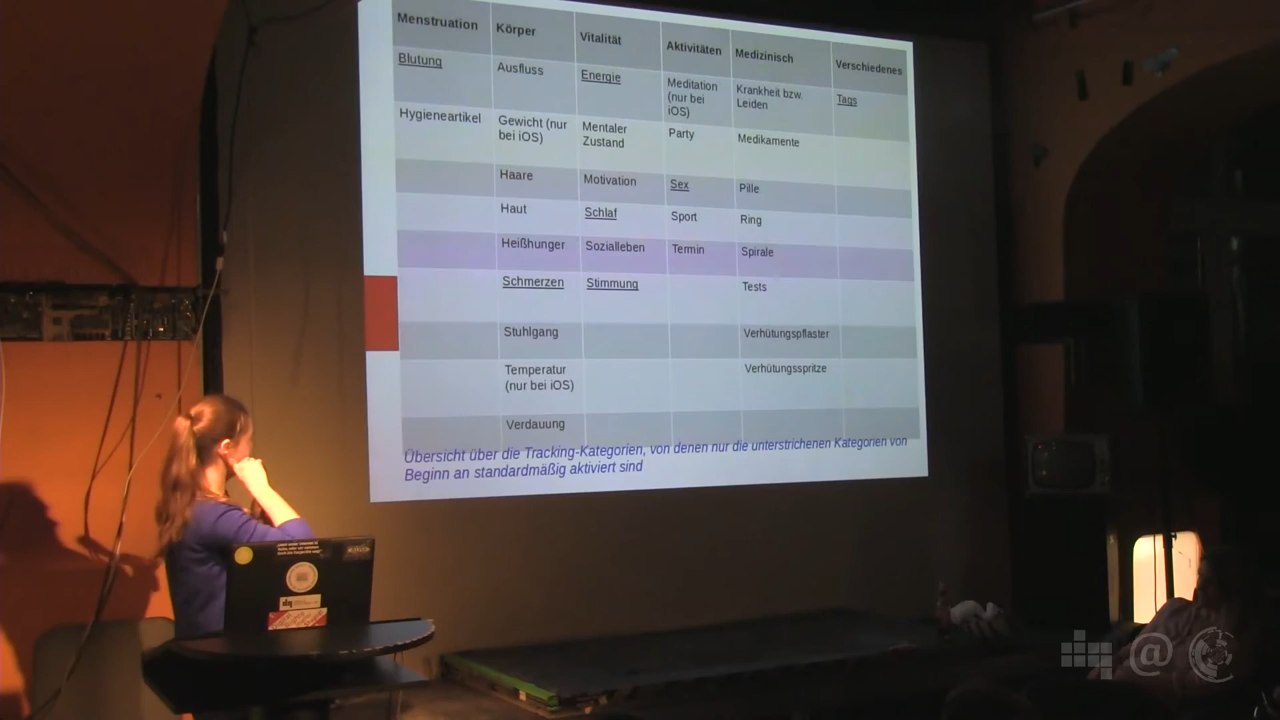 Menstruation Körper Vitalität Aktivitäten Medizinisch Verschiedenes
Blutung Ausfluss Energie Meditation (nur bei iOS) Krankheit bzw. Leiden Tags
Hygieneartikel Gewicht (nur bei iOS) Mentaler Zustand Party Medikamente
Haare Motivation Sex Pille
Haut Schlaf Sport Ring
Heißhunger Sozialleben Termin Spirale
Schmerzen Stimmung Tests
Stuhlgang Verhütungspflaster
Temperatur (nur bei iOS) Verhütungsspritze
Verdauung
Übersicht über die Tracking-Kategorien, von denen nur die unterstrichenen Kategorien von
Beginn an standardmäßig aktiviert sind